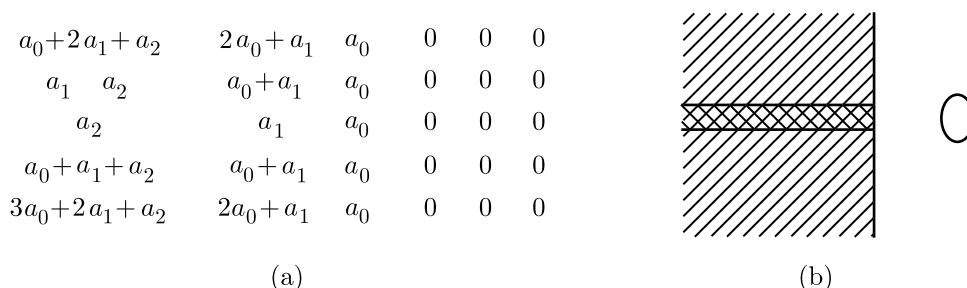 a₀+2a₁+a₂ 2a₀+a₁ a₀ 0 0 0
a₁ a₂ a₀+a₁ a₀ 0 0 0
a₂ a₁ a₀ 0 0 0
a₀+a₁+a₂ a₀+a₁ a₀ 0 0 0
3a₀+2a₁+a₂ 2a₀+a₁ a₀ 0 0 0
(a) (b)